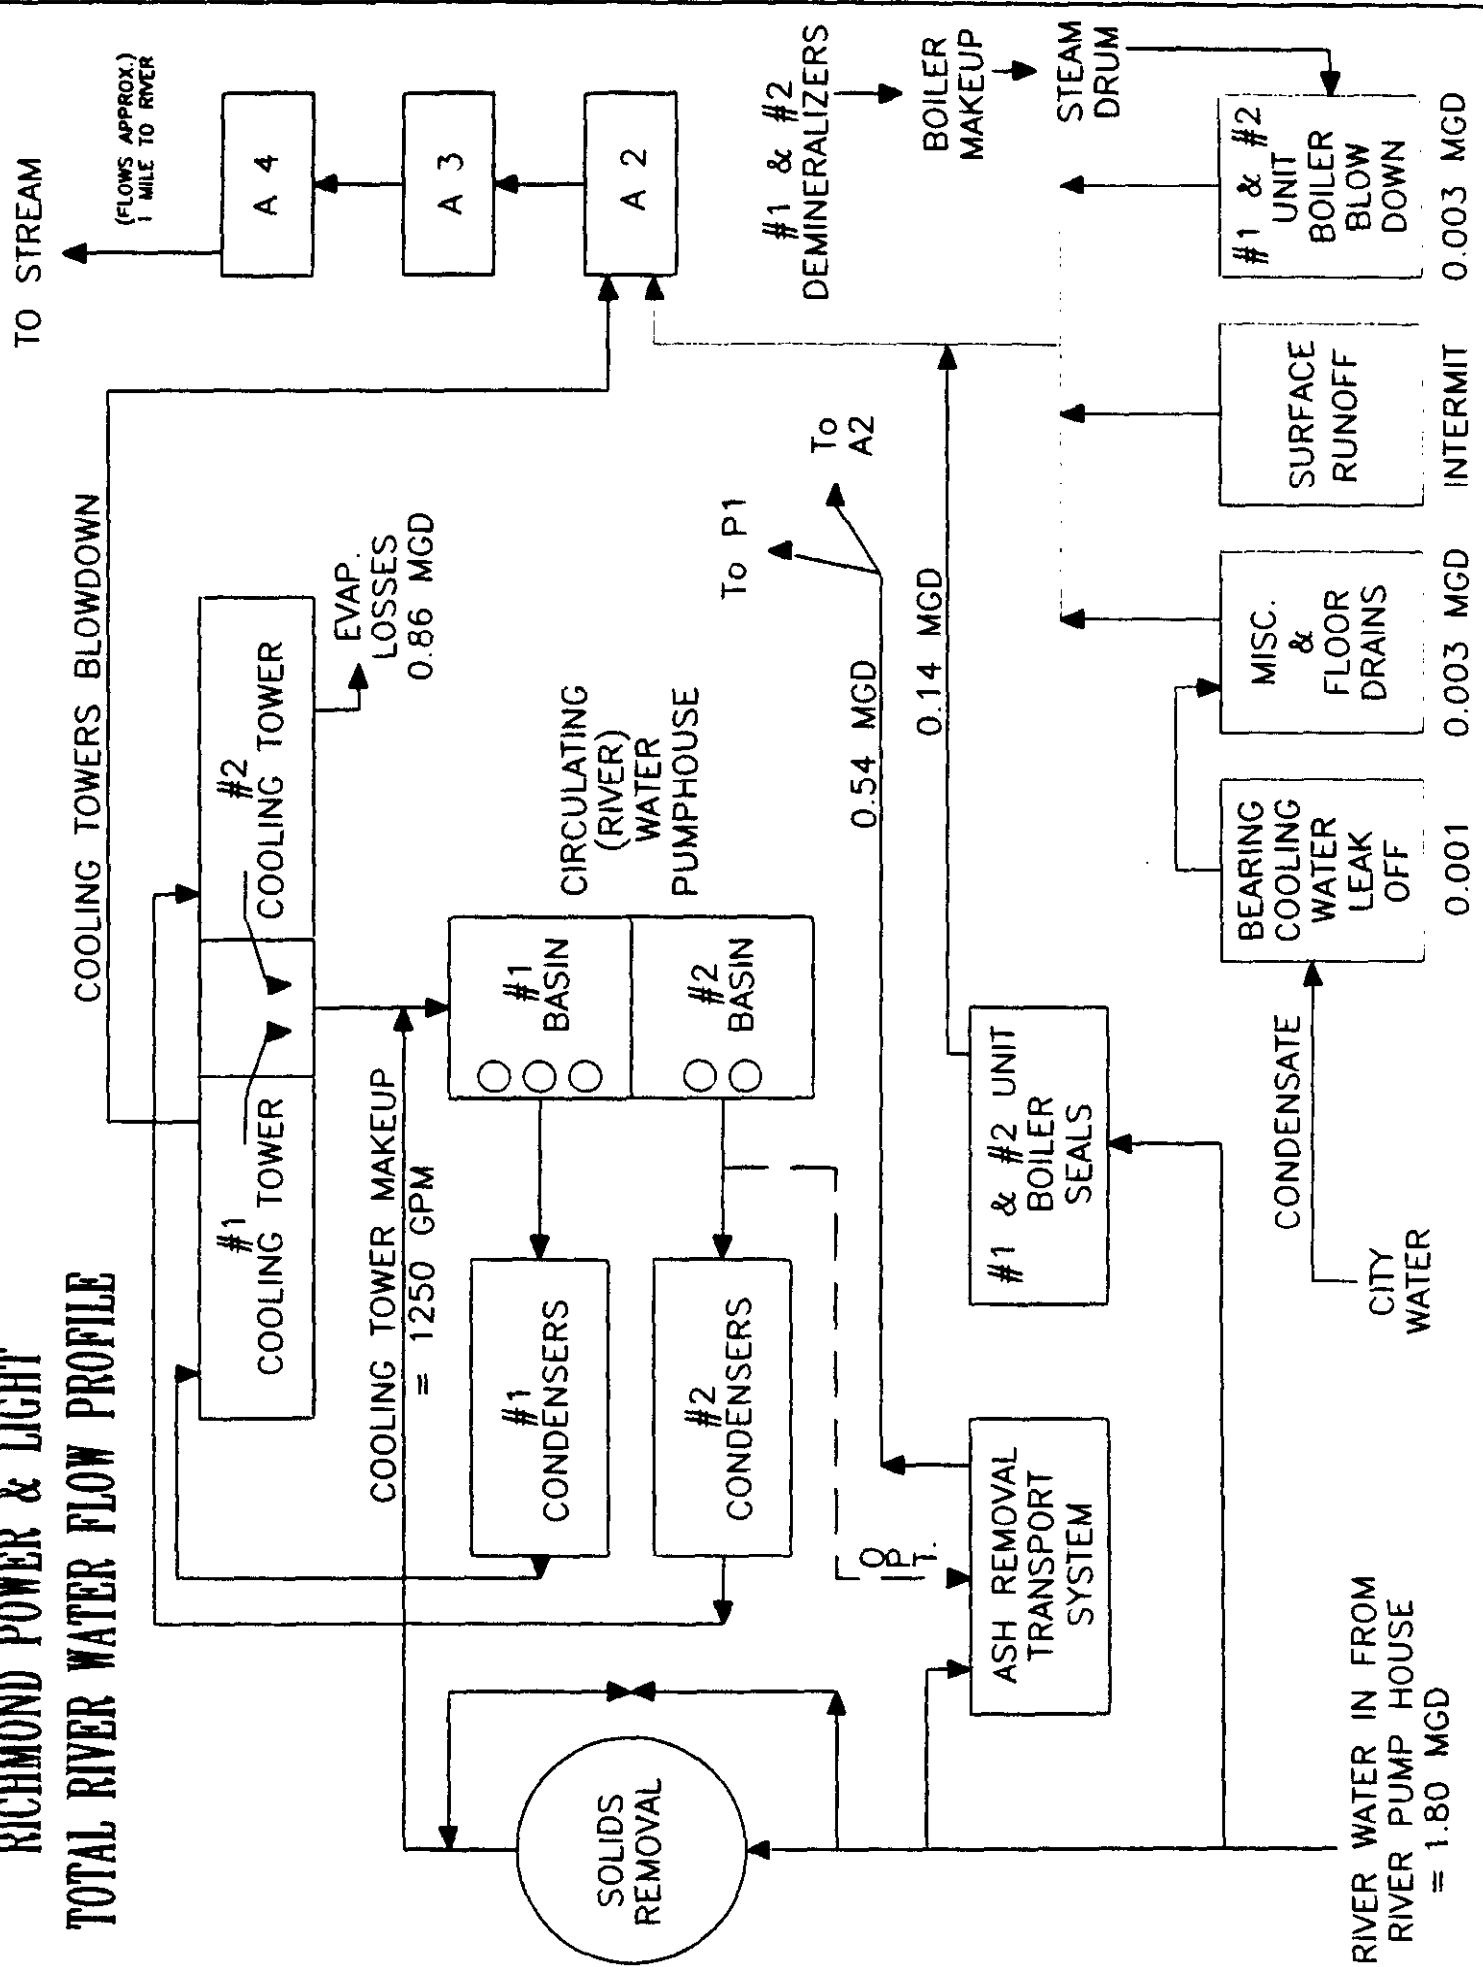 RICHMOND POWER & LIGHT
TOTAL RIVER WATER FLOW PROFILE
TO STREAM
(FLOWS APPROX.)
1 MILE TO RIVER
COOLING TOWERS BLOWDOWN
#1
COOLING TOWER
#2
COOLING TOWER
EVAP.
LOSSES
0.86 MGD
A 4
A 3
A 2
COOLING TOWER MAKEUP
= 1250 GPM
#1
BASIN
#2
BASIN
CIRCULATING
(RIVER)
WATER
PUMPHOUSE
#1
CONDENSERS
#2
CONDENSERS
SOLIDS
REMOVAL
OPT.
To P1
To
A2
0.54 MGD
0.14 MGD
#1 & #2
DEMINERALIZERS
BOILER
MAKEUP
STEAM
DRUM
ASH REMOVAL
TRANSPORT
SYSTEM
#1 & #2 UNIT
BOILER
SEALS
CONDENSATE
CITY
WATER
BEARING
COOLING
WATER
LEAK
OFF
0.001
MISC.
&
FLOOR
DRAINS
0.003 MGD
SURFACE
RUNOFF
INTERMIT
#1 & #2
UNIT
BOILER
BLOW
DOWN
0.003 MGD
RIVER WATER IN FROM
RIVER PUMP HOUSE
= 1.80 MGD